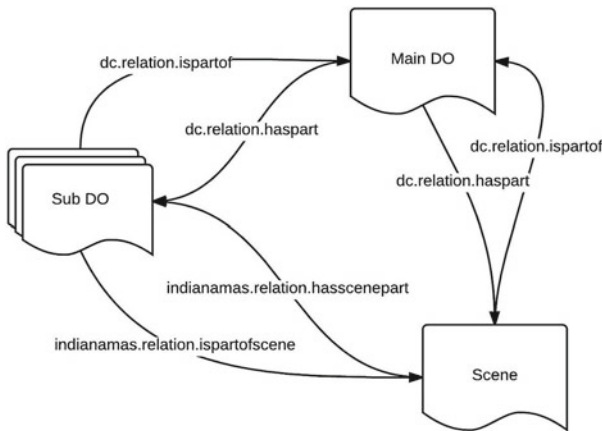 Main DO
dc.relation.ispartof
dc.relation.haspart
dc.relation.ispartof
dc.relation.haspart
Sub DO
indianamas.relation.hasscenepart
indianamas.relation.ispartofscene
Scene